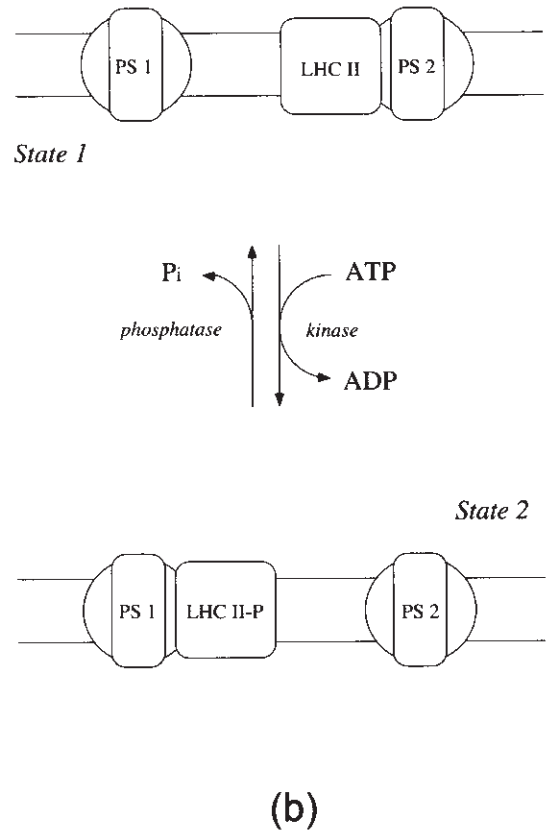 PS 1 LHC II PS 2
State 1
Pi ATP
phosphatase kinase
ADP
State 2
PS 1 LHC II-P PS 2
(b)